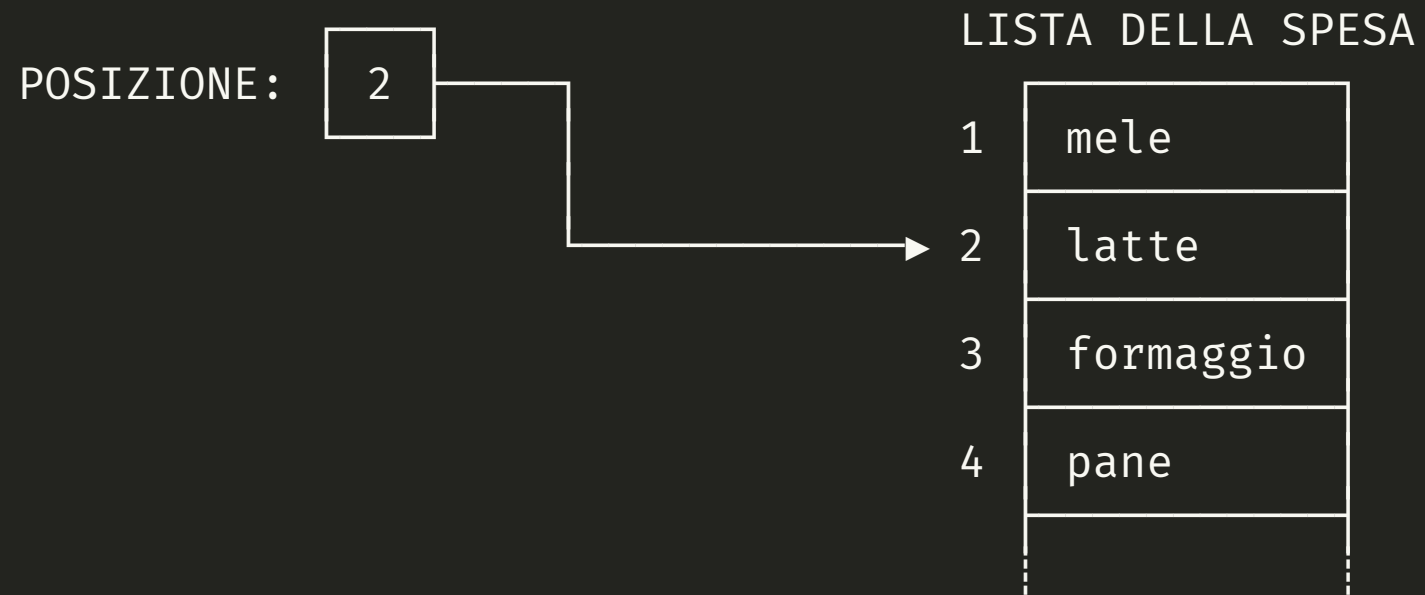 LISTA DELLA SPESA
POSIZIONE: 2
1 mele
2 latte
3 formaggio
4 pane